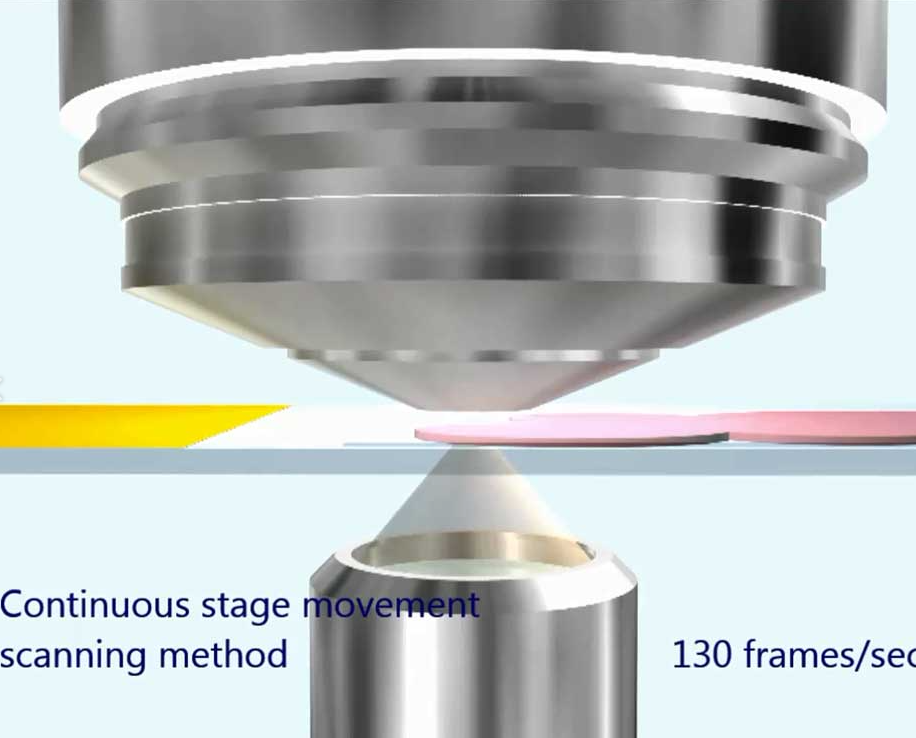 Continuous stage movement
scanning method
130 frames/sec